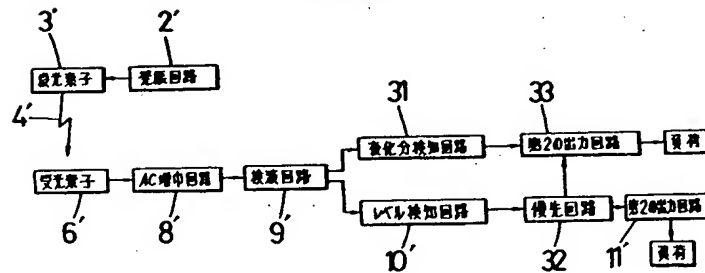 3′
2′
発光素子
発振回路
4′
31
33
変化分検知回路
第2の出力回路
負荷
受光素子
AC増巾回路
検波回路
レベル検知回路
優先回路
第2の出力回路
6′
8′
9′
10′
32
11′
負荷